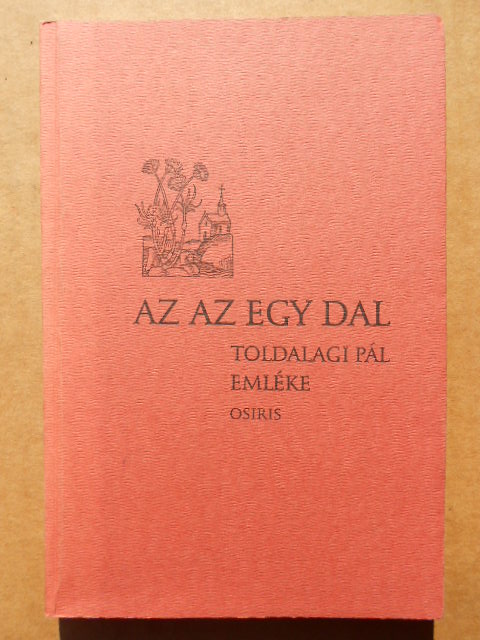 AZ AZ EGY DAL
TOLDALAGI PÁL
EMLÉKE
OSIRIS